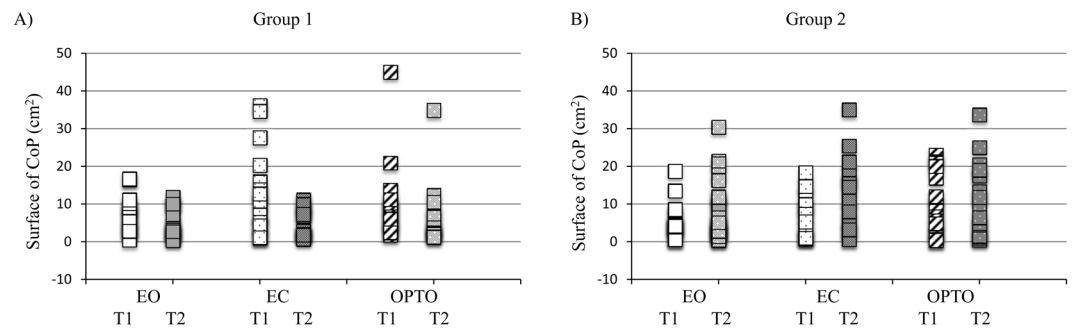 A) Group 1
Surface of CoP (cm²)
50
40
30
20
10
0
-10
EO EC OPTO
T1 T2 T1 T2 T1 T2
B) Group 2
Surface of CoP (cm²)
50
40
30
20
10
0
-10
EO EC OPTO
T1 T2 T1 T2 T1 T2